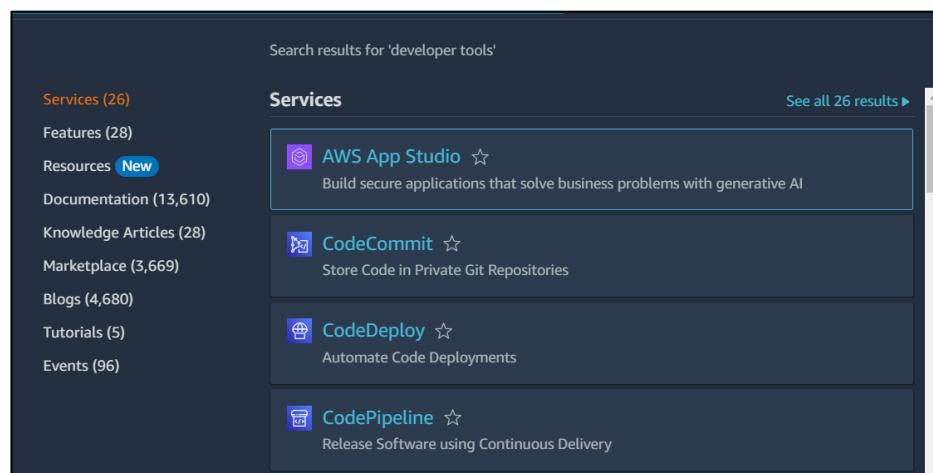 Search results for 'developer tools'
Services (26)
Features (28)
Resources New
Documentation (13,610)
Knowledge Articles (28)
Marketplace (3,669)
Blogs (4,680)
Tutorials (5)
Events (96)
Services
See all 26 results
AWS App Studio
Build secure applications that solve business problems with generative AI
CodeCommit
Store Code in Private Git Repositories
CodeDeploy
Automate Code Deployments
CodePipeline
Release Software using Continuous Delivery